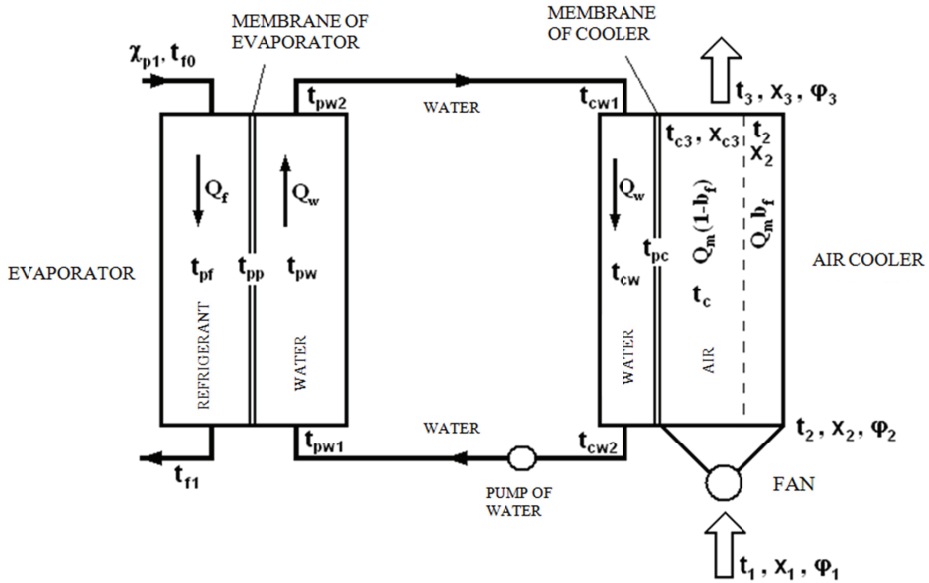 MEMBRANE OF
EVAPORATOR
MEMBRANE
OF COOLER
χp1, tf0
tpw2
WATER
tcw1
t3 , x3 , φ3
tc3 , xc3
t2
x2
Qf
Qw
Qw
Qm(1-bf)
Qmbf
EVAPORATOR
tpf
tpp
tpw
tcw
tpc
tc
AIR COOLER
REFRIGERANT
WATER
WATER
AIR
tf1
tpw1
WATER
tcw2
t2 , x2 , φ2
PUMP OF
WATER
FAN
t1 , x1 , φ1